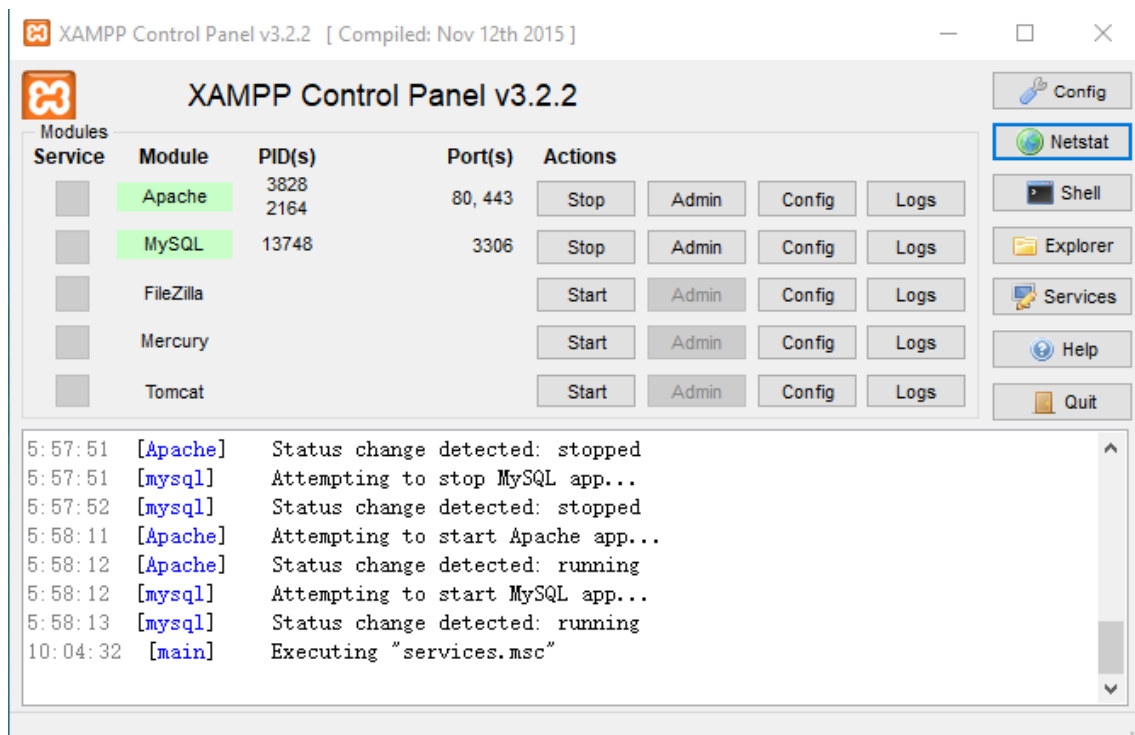 XAMPP Control Panel v3.2.2 [ Compiled: Nov 12th 2015 ]
XAMPP Control Panel v3.2.2
Config
Modules
Service Module PID(s) Port(s) Actions
Netstat
Apache 3828 2164 80, 443 Stop Admin Config Logs
Shell
MySQL 13748 3306 Stop Admin Config Logs
Explorer
FileZilla Start Admin Config Logs
Services
Mercury Start Admin Config Logs
Help
Tomcat Start Admin Config Logs
Quit
5:57:51 [Apache] Status change detected: stopped
5:57:51 [mysql] Attempting to stop MySQL app...
5:57:52 [mysql] Status change detected: stopped
5:58:11 [Apache] Attempting to start Apache app...
5:58:12 [Apache] Status change detected: running
5:58:12 [mysql] Attempting to start MySQL app...
5:58:13 [mysql] Status change detected: running
10:04:32 [main] Executing "services.msc"